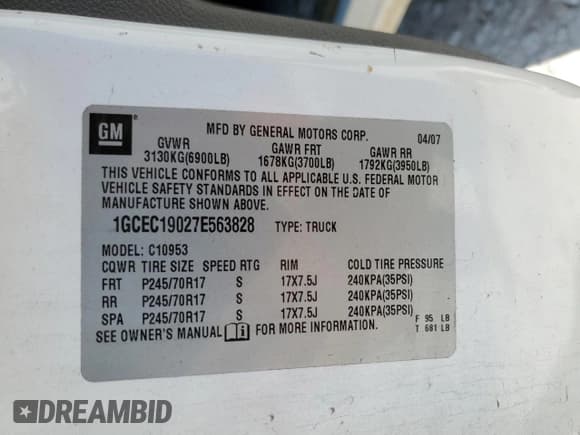 GM ®
MFD BY GENERAL MOTORS CORP. 04/07
GVWR GAWR FRT GAWR RR
3130KG(6900LB) 1678KG(3700LB) 1792KG(3950LB)
THIS VEHICLE CONFORMS TO ALL APPLICABLE U.S. FEDERAL MOTOR
VEHICLE SAFETY STANDARDS IN EFFECT ON THE DATE OF
MANUFACTURE SHOWN ABOVE.
1GCEC19027E563828 TYPE: TRUCK
MODEL: C10953
CQWR TIRE SIZE SPEED RTG RIM COLD TIRE PRESSURE
FRT P245/70R17 S 17X7.5J 240KPA(35PSI)
RR P245/70R17 S 17X7.5J 240KPA(35PSI)
SPA P245/70R17 S 17X7.5J 240KPA(35PSI)
SEE OWNER'S MANUAL i FOR MORE INFORMATION.
F 95 LB
T 681 LB
DREAMBID